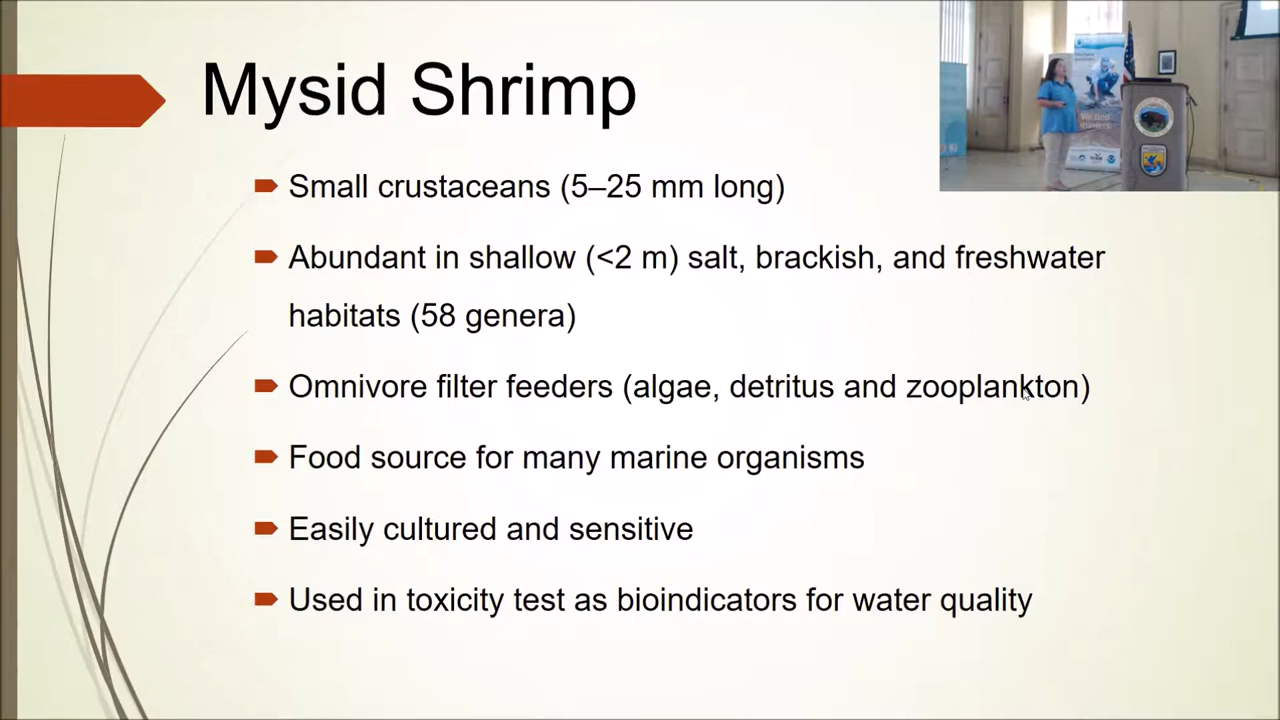 Mysid Shrimp
Small crustaceans (5–25 mm long)
Abundant in shallow (<2 m) salt, brackish, and freshwater
habitats (58 genera)
Omnivore filter feeders (algae, detritus and zooplankton)
Food source for many marine organisms
Easily cultured and sensitive
Used in toxicity test as bioindicators for water quality